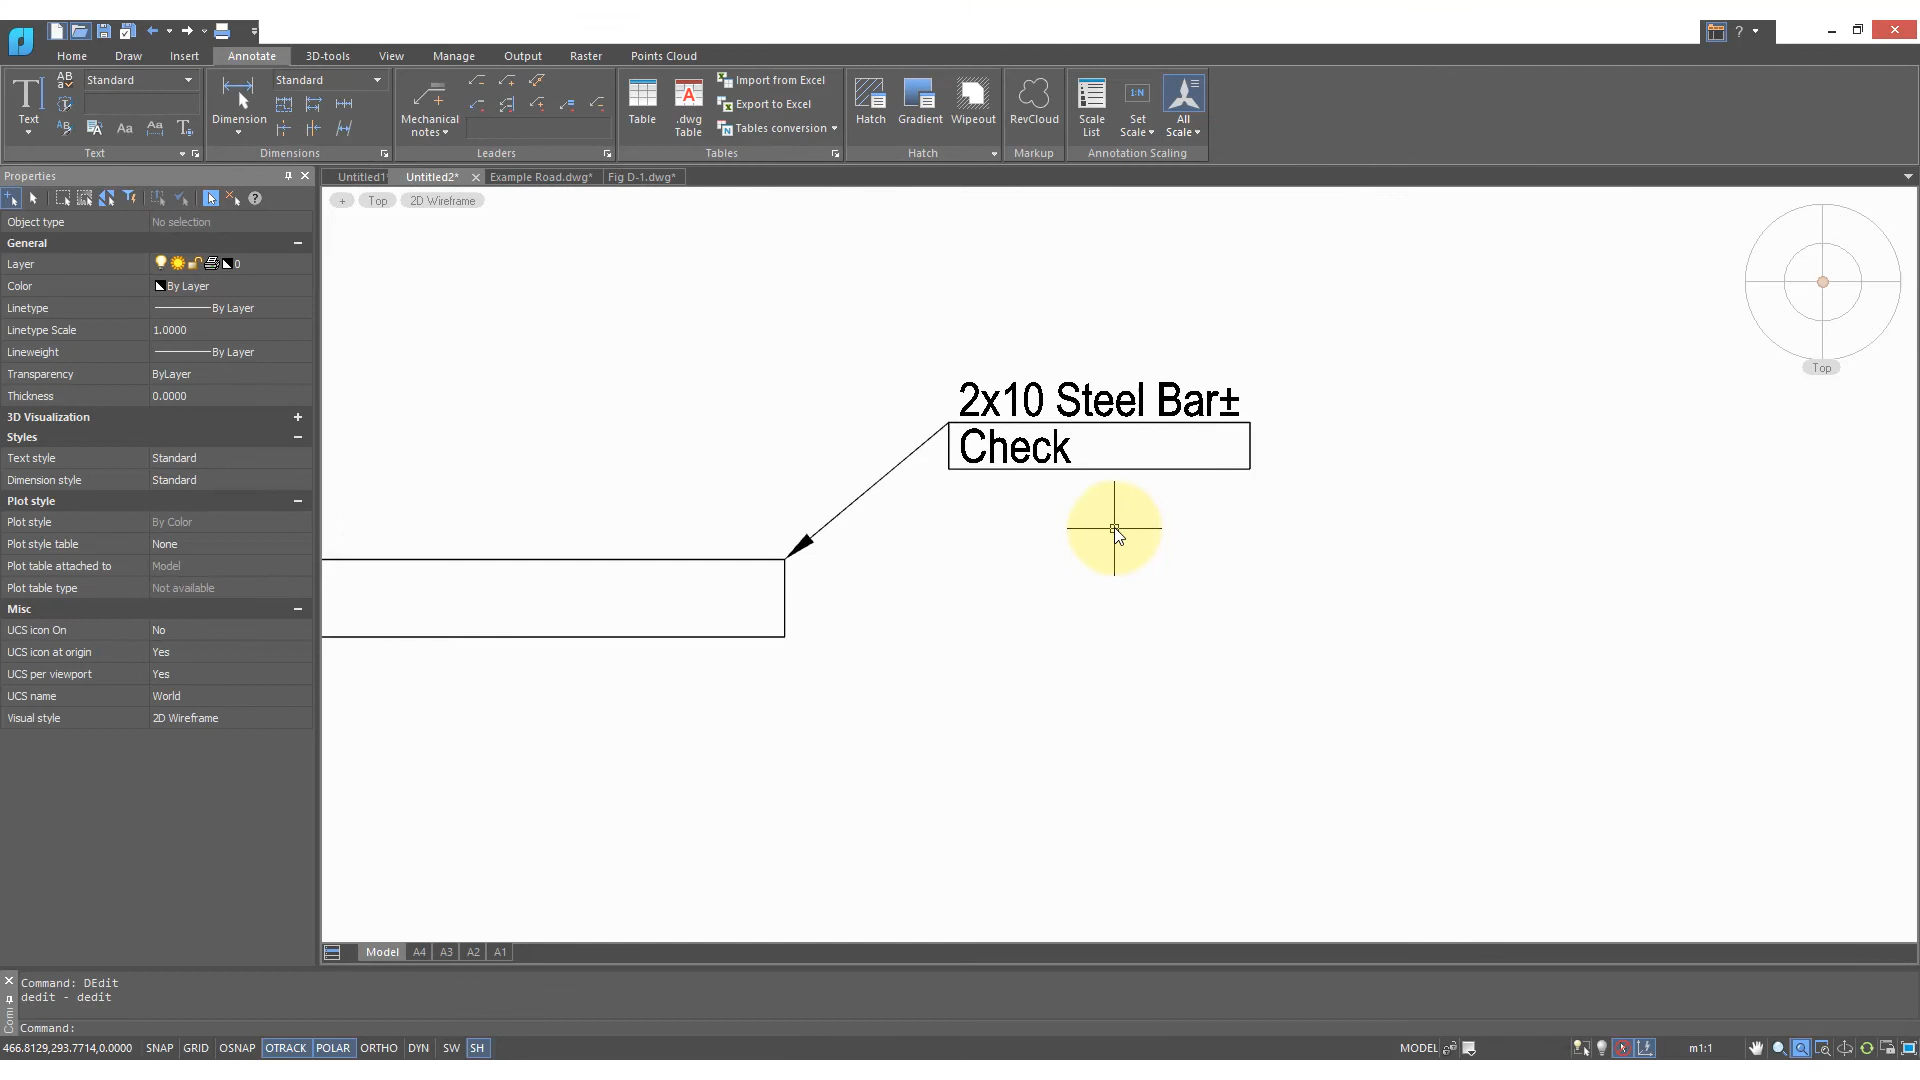 ?
Home Draw Insert Annotate 3D-tools View Manage Output Raster Points Cloud
Text
AB
a
Standard
Aa
Text
Dimension
Standard
Dimensions
Mechanical
notes
Leaders
Table
A
.dwg
Table
Import from Excel
Export to Excel
Tables conversion
Tables
Hatch
Gradient
Wipeout
Hatch
RevCloud
Markup
Scale
List
1:N
Set
Scale
All
Scale
Annotation Scaling
Properties
Untitled1 Untitled2* Example Road.dwg* Fig D-1.dwg*
+ Top 2D Wireframe
Object type No selection
General
Layer 0
Color By Layer
Linetype By Layer
Linetype Scale 1.0000
Lineweight By Layer
Transparency ByLayer
Thickness 0.0000
3D Visualization
Styles
Text style Standard
Dimension style Standard
Plot style
Plot style By Color
Plot style table None
Plot table attached to Model
Plot table type Not available
Misc
UCS icon On No
UCS icon at origin Yes
UCS per viewport Yes
UCS name World
Visual style 2D Wireframe
Top
2x10 Steel Bar±
Check
Model A4 A3 A2 A1
Command: DEdit
dedit - dedit
Command:
466.8129,293.7714,0.0000 SNAP GRID OSNAP OTRACK POLAR ORTHO DYN SW SH MODEL m1:1